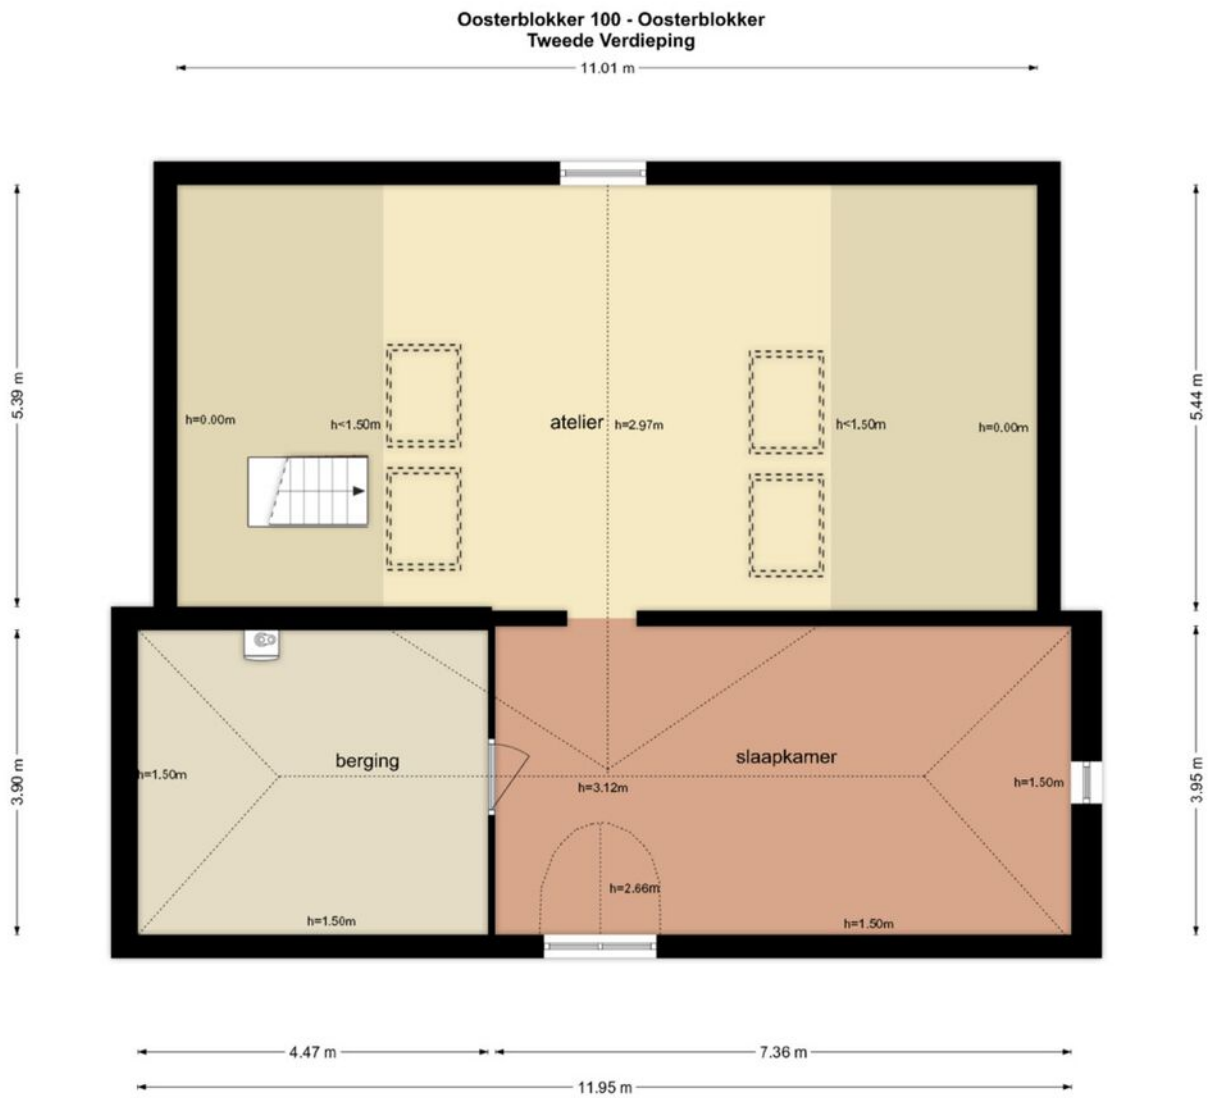 Oosterblokker 100 - Oosterblokker
Tweede Verdieping
11.01 m
5.39 m
5.44 m
h=0.00m
h<1.50m
atelier
h=2.97m
h<1.50m
h=0.00m
3.90 m
h=1.50m
berging
slaapkamer
h=3.12m
h=1.50m
3.95 m
h=2.66m
h=1.50m
h=1.50m
4.47 m
7.36 m
11.95 m